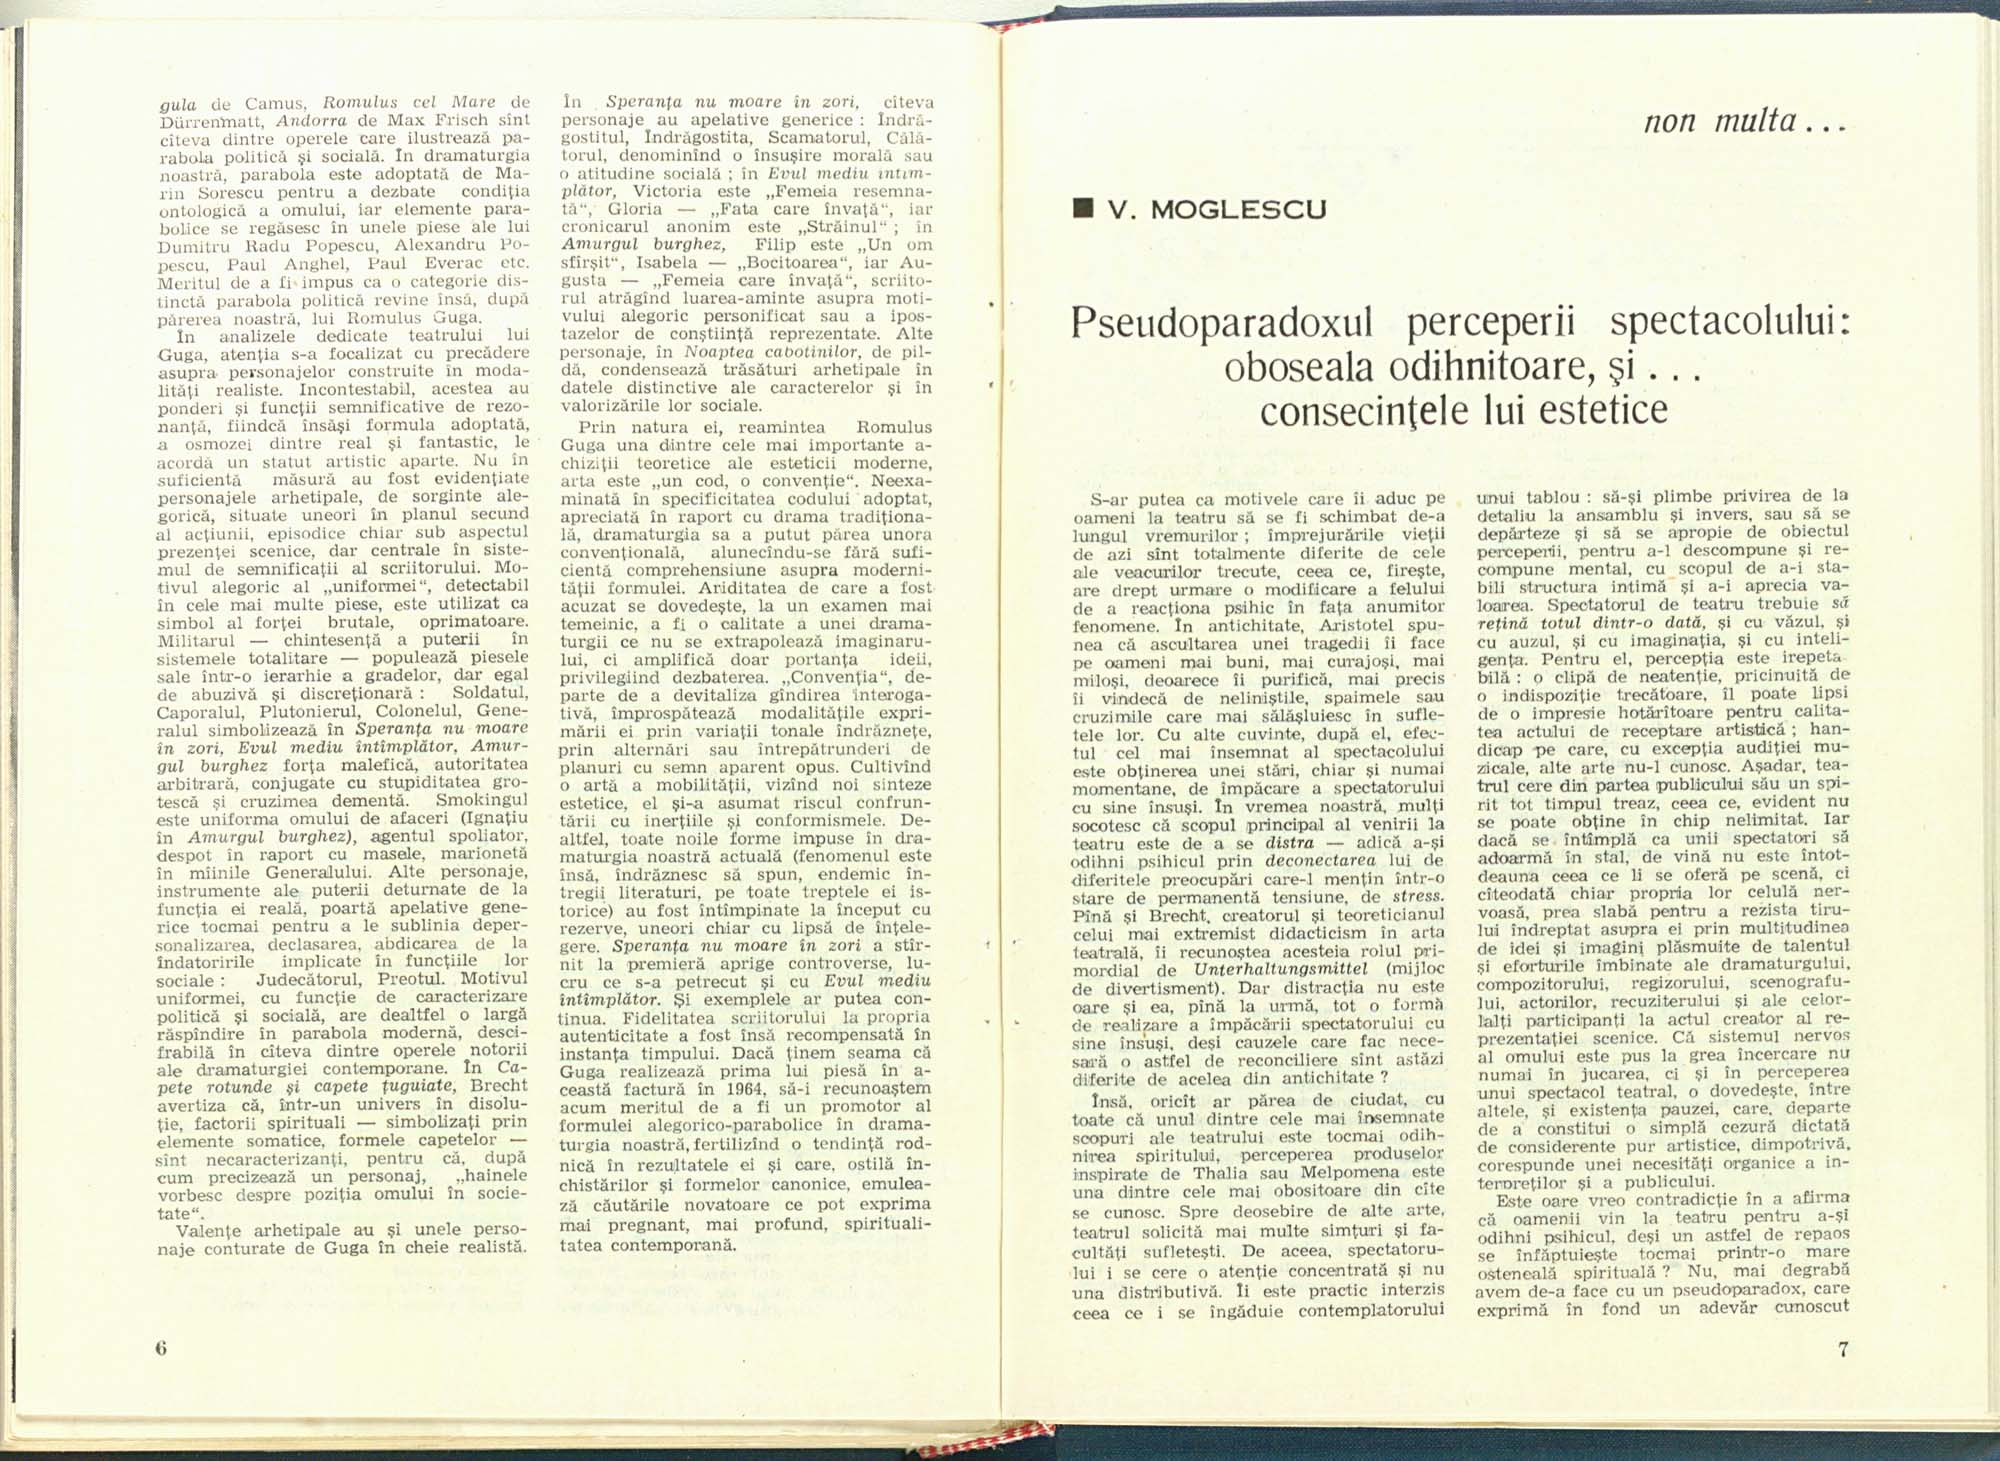 gula de Camus, Romulus cel Mare de
Dürrenmatt, Andorra de Max Frisch sînt
cîteva dintre operele care ilustrează pa-
rabola politică și socială. În dramaturgia
noastră, parabola este adoptată de Ma-
rin Sorescu pentru a dezbate condiția
ontologică a omului, iar elemente para-
bolice se regăsesc în unele piese ale lui
Dumitru Radu Popescu, Alexandru Po-
pescu, Paul Anghel, Paul Everac etc.
Meritul de a fi impus ca o categorie dis-
tinctă parabola politică revine însă, după
părerea noastră, lui Romulus Guga.
În analizele dedicate teatrului lui
Guga, atenția s-a focalizat cu precădere
asupra personajelor construite în moda-
lități realiste. Incontestabil, acestea au
ponderi și funcții semnificative de rezo-
nanță, fiindcă însăși formula adoptată,
a osmozei dintre real și fantastic, le
acordă un statut artistic aparte. Nu în
suficientă măsură au fost evidențiate
personajele arhetipale, de sorginte ale-
gorică, situate uneori în planul secund
al acțiunii, episodice chiar sub aspectul
prezenței scenice, dar centrale în siste-
mul de semnificații al scriitorului. Mo-
tivul alegoric al „uniformei“, detectabil
în cele mai multe piese, este utilizat ca
simbol al forței brutale, oprimatoare.
Militarul — chintesență a puterii în
sistemele totalitare — populează piesele
sale într-o ierarhie a gradelor, dar egal
de abuzivă și discreționară : Soldatul,
Caporalul, Plutonierul, Colonelul, Gene-
ralul simbolizează în Speranța nu moare
în zori, Evul mediu întîmplător, Amur-
gul burghez forța malefică, autoritatea
arbitrară, conjugate cu stupiditatea gro-
tescă și cruzimea dementă. Smokingul
este uniforma omului de afaceri (Ignațiu
în Amurgul burghez), agentul spoliator,
despot în raport cu masele, marionetă
în mîinile Generalului. Alte personaje,
instrumente ale puterii deturnate de la
funcția ei reală, poartă apelative gene-
rice tocmai pentru a le sublinia deper-
sonalizarea, declasarea, abdicarea de la
îndatoririle implicate în funcțiile lor
sociale : Judecătorul, Preotul. Motivul
uniformei, cu funcție de caracterizare
politică și socială, are dealtfel o largă
răspîndire în parabola modernă, desci-
frabilă în cîteva dintre operele notorii
ale dramaturgiei contemporane. În Ca-
pete rotunde și capete țuguiate, Brecht
avertiza că, într-un univers în disolu-
ție, factorii spirituali — simbolizați prin
elemente somatice, formele capetelor —
sînt necaracterizanți, pentru că, după
cum precizează un personaj, „hainele
vorbesc despre poziția omului în socie-
tate“.
Valențe arhetipale au și unele perso-
naje conturate de Guga în cheie realistă.
6
În Speranța nu moare în zori, cîteva
personaje au apelative generice : Îndră-
gostitul, Îndrăgostita, Scamatorul, Călă-
torul, denominînd o însușire morală sau
o atitudine socială ; în Evul mediu întîm-
plător, Victoria este „Femeia resemna-
tă“, Gloria — „Fata care învață“, iar
cronicarul anonim este „Străinul“ ; în
Amurgul burghez, Filip este „Un om
sfîrșit“, Isabela — „Bocitoarea“, iar Au-
gusta — „Femeia care învață“, scriito-
rul atrăgînd luarea-aminte asupra moti-
vului alegoric personificat sau a ipos-
tazelor de conștiință reprezentate. Alte
personaje, în Noaptea cabotinilor, de pil-
dă, condensează trăsături arhetipale în
datele distinctive ale caracterelor și în
valorizările lor sociale.
Prin natura ei, reamintea Romulus
Guga una dintre cele mai importante a-
chiziții teoretice ale esteticii moderne,
arta este „un cod, o convenție“. Neexa-
minată în specificitatea codului adoptat,
apreciată în raport cu drama tradiționa-
lă, dramaturgia sa a putut părea unora
convențională, alunecîndu-se fără sufi-
cientă comprehensiune asupra moderni-
tății formulei. Ariditatea de care a fost
acuzat se dovedește, la un examen mai
temeinic, a fi o calitate a unei drama-
turgii ce nu se extrapolează imaginaru-
lui, ci amplifică doar portanța ideii,
privilegiind dezbaterea. „Convenția“, de-
parte de a devitaliza gîndirea interoga-
tivă, împrospătează modalitățile expri-
mării ei prin variații tonale îndrăznețe,
prin alternări sau întrepătrunderi de
planuri cu semn aparent opus. Cultivînd
o artă a mobilității, vizînd noi sinteze
estetice, el și-a asumat riscul confrun-
tării cu inerțiile și conformismele. De-
altfel, toate noile forme impuse în dra-
maturgia noastră actuală (fenomenul este
însă, îndrăznesc să spun, endemic în-
tregii literaturi, pe toate treptele ei is-
torice) au fost întîmpinate la început cu
rezerve, uneori chiar cu lipsă de înțele-
gere. Speranța nu moare în zori a stîr-
nit la premieră aprige controverse, lu-
cru ce s-a petrecut și cu Evul mediu
întîmplător. Și exemplele ar putea con-
tinua. Fidelitatea scriitorului la propria
autenticitate a fost însă recompensată în
instanța timpului. Dacă ținem seama că
Guga realizează prima lui piesă în a-
ceastă factură în 1964, să-i recunoaștem
acum meritul de a fi un promotor al
formulei alegorico-parabolice în drama-
turgia noastră, fertilizînd o tendință rod-
nică în rezultatele ei și care, ostilă în-
chistărilor și formelor canonice, emulea-
ză căutările novatoare ce pot exprima
mai pregnant, mai profund, spirituali-
tatea contemporană.
non multa ...
■ V. MOGLESCU
Pseudoparadoxul perceperii spectacolului:
oboseala odihnitoare, și ...
consecințele lui estetice
S-ar putea ca motivele care îi aduc pe
oameni la teatru să se fi schimbat de-a
lungul vremurilor ; împrejurările vieții
de azi sînt totalmente diferite de cele
ale veacurilor trecute, ceea ce, firește,
are drept urmare o modificare a felului
de a reacționa psihic în fața anumitor
fenomene. În antichitate, Aristotel spu-
nea că ascultarea unei tragedii îi face
pe oameni mai buni, mai curajoși, mai
miloși, deoarece îi purifică, mai precis
îi vindecă de neliniștile, spaimele sau
cruzimile care mai sălășluiesc în sufle-
tele lor. Cu alte cuvinte, după el, efec-
tul cel mai însemnat al spectacolului
este obținerea unei stări, chiar și numai
momentane, de împăcare a spectatorului
cu sine însuși. În vremea noastră, mulți
socotesc că scopul principal al venirii la
teatru este de a se distra — adică a-și
odihni psihicul prin deconectarea lui de
diferitele preocupări care-l mențin într-o
stare de permanentă tensiune, de stress.
Pînă și Brecht, creatorul și teoreticianul
celui mai extremist didacticism în arta
teatrală, îi recunoștea acesteia rolul pri-
mordial de Unterhaltungsmittel (mijloc
de divertisment). Dar distracția nu este
oare și ea, pînă la urmă, tot o formă
de realizare a împăcării spectatorului cu
sine însuși, deși cauzele care fac nece-
sară o astfel de reconciliere sînt astăzi
diferite de acelea din antichitate ?
Însă, oricît ar părea de ciudat, cu
toate că unul dintre cele mai însemnate
scopuri ale teatrului este tocmai odih-
nirea spiritului, perceperea produselor
inspirate de Thalia sau Melpomena este
una dintre cele mai obositoare din cîte
se cunosc. Spre deosebire de alte arte,
teatrul solicită mai multe simțuri și fa-
cultăți sufletești. De aceea, spectatoru-
lui i se cere o atenție concentrată și nu
una distributivă. Îi este practic interzis
ceea ce i se îngăduie contemplatorului
unui tablou : să-și plimbe privirea de la
detaliu la ansamblu și invers, sau să se
depărteze și să se apropie de obiectul
perceperii, pentru a-l descompune și re-
compune mental, cu scopul de a-i sta-
bili structura intimă și a-i aprecia va-
loarea. Spectatorul de teatru trebuie să
rețină totul dintr-o dată, și cu văzul, și
cu auzul, și cu imaginația, și cu inteli-
gența. Pentru el, percepția este irepeta-
bilă : o clipă de neatenție, pricinuită de
o indispoziție trecătoare, îl poate lipsi
de o impresie hotărîtoare pentru calita-
tea actului de receptare artistică ; han-
dicap pe care, cu excepția audiției mu-
zicale, alte arte nu-l cunosc. Așadar, tea-
trul cere din partea publicului său un spi-
rit tot timpul treaz, ceea ce, evident nu
se poate obține în chip nelimitat. Iar
dacă se întîmplă ca unii spectatori să
adoarmă în stal, de vină nu este întot-
deauna ceea ce li se oferă pe scenă, ci
cîteodată chiar propria lor celulă ner-
voasă, prea slabă pentru a rezista tiru-
lui îndreptat asupra ei prin multitudinea
de idei și imagini plăsmuite de talentul
și eforturile îmbinate ale dramaturgului,
compozitorului, regizorului, scenografu-
lui, actorilor, recuziterului și ale celor-
lalți participanți la actul creator al re-
prezentației scenice. Că sistemul nervos
al omului este pus la grea încercare nu
numai în jucarea, ci și în perceperea
unui spectacol teatral, o dovedește, între
altele, și existența pauzei, care, departe
de a constitui o simplă cezură dictată
de considerente pur artistice, dimpotrivă,
corespunde unei necesități organice a in-
terpreților și a publicului.
Este oare vreo contradicție în a afirma
că oamenii vin la teatru pentru a-și
odihni psihicul, deși un astfel de repaos
se înfăptuiește tocmai printr-o mare
osteneală spirituală ? Nu, mai degrabă
avem de-a face cu un pseudoparadox, care
exprimă în fond un adevăr cunoscut
7